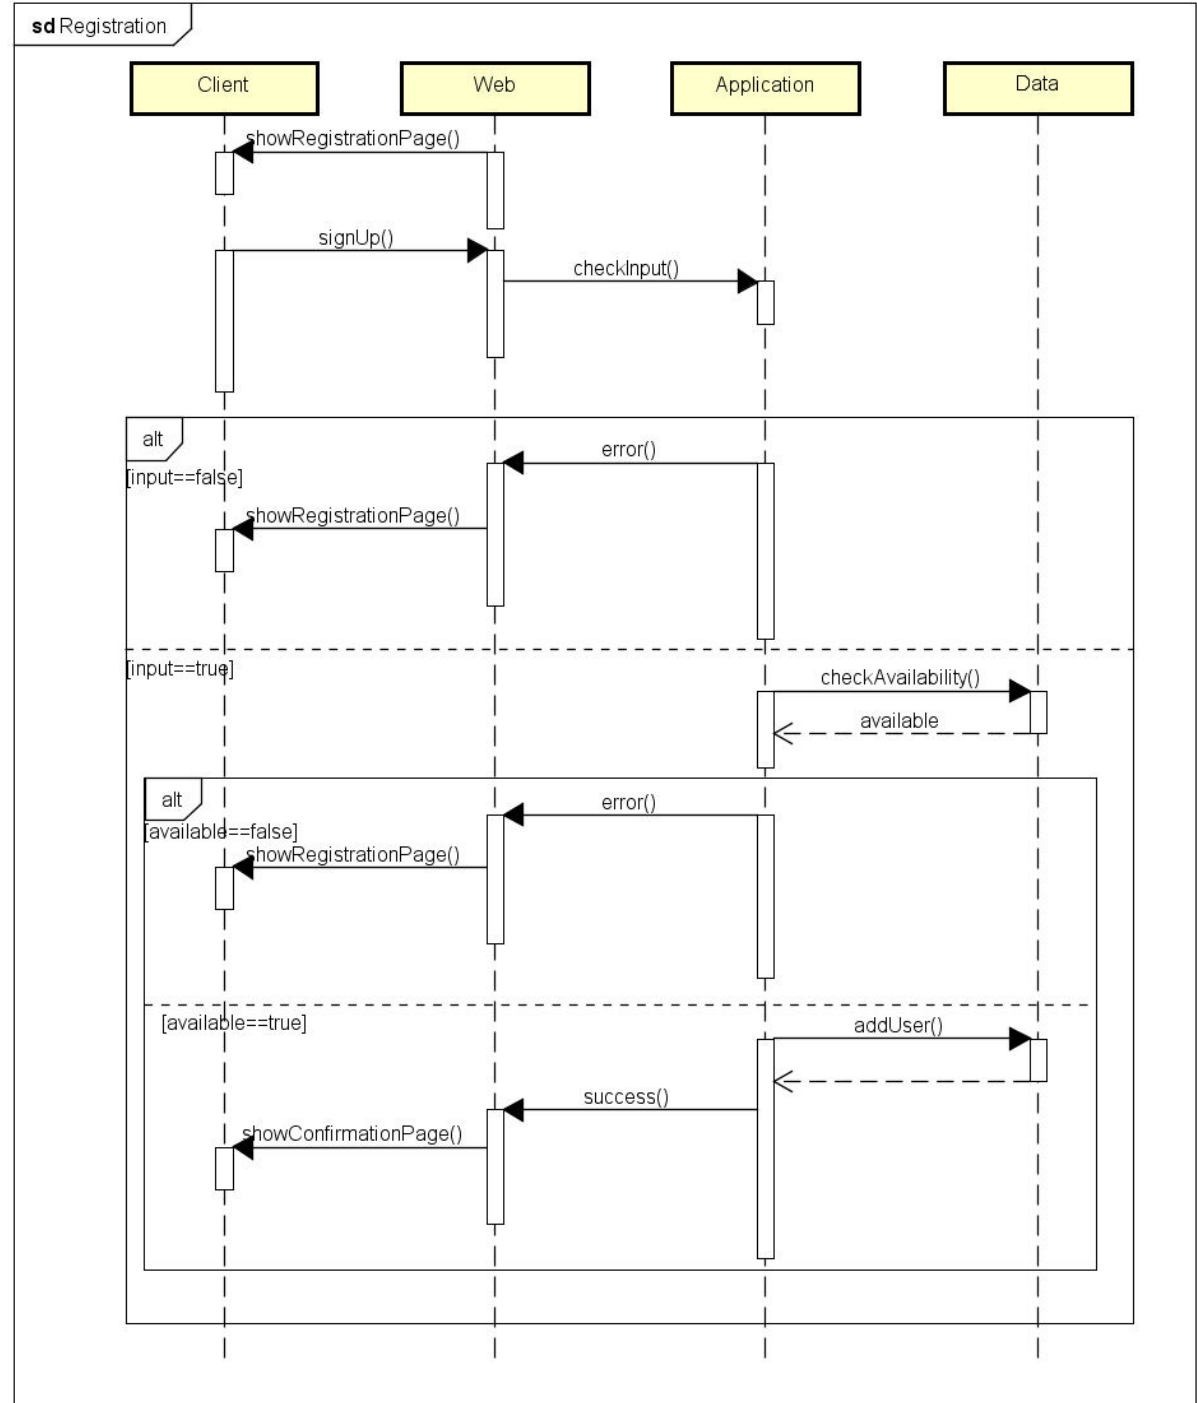 sd Registration
Client
Web
Application
Data
showRegistrationPage()
signUp()
checkInput()
alt
error()
[input==false]
showRegistrationPage()
[input==true]
checkAvailability()
available
alt
error()
[available==false]
showRegistrationPage()
[available==true]
addUser()
success()
showConfirmationPage()